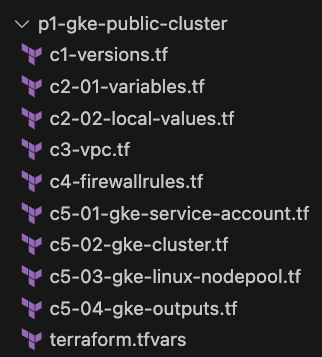 p1-gke-public-cluster
c1-versions.tf
c2-01-variables.tf
c2-02-local-values.tf
c3-vpc.tf
c4-firewallrules.tf
c5-01-gke-service-account.tf
c5-02-gke-cluster.tf
c5-03-gke-linux-nodepool.tf
c5-04-gke-outputs.tf
terraform.tfvars